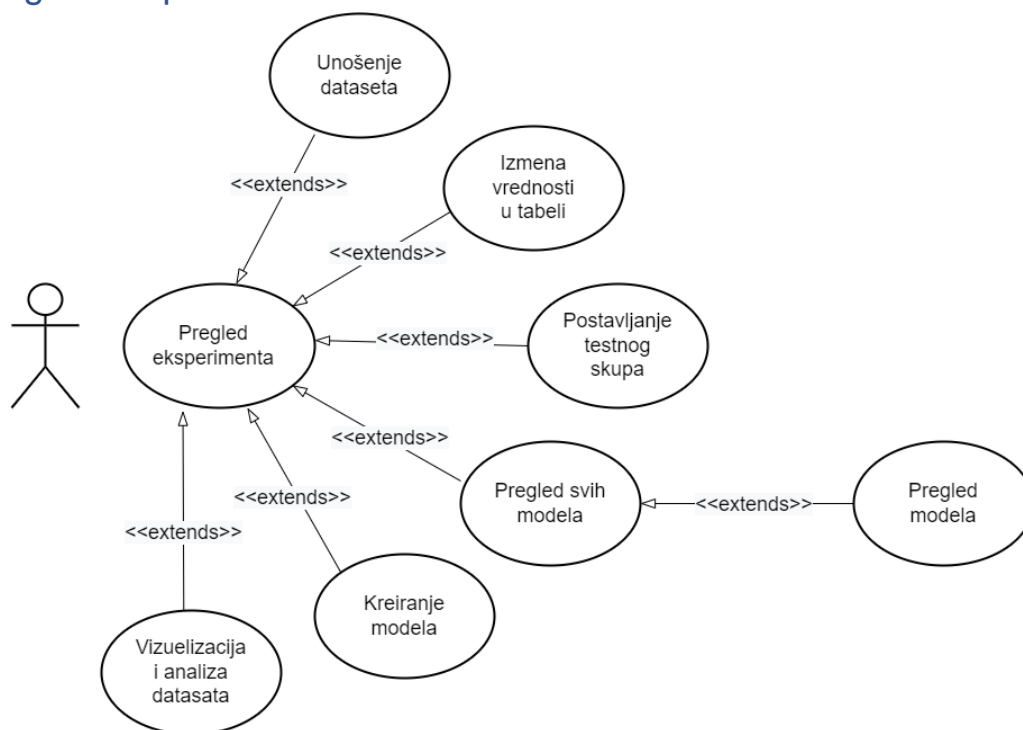 Unošenje
dataseta
<<extends>>
Izmena
vrednosti
u tabeli
<<extends>>
Pregled
eksperimenta
<<extends>>
Postavljanje
testnog
skupa
<<extends>>
Pregled svih
modela
<<extends>>
Pregled
modela
<<extends>>
<<extends>>
Kreiranje
modela
Vizuelizacija
i analiza
datasata